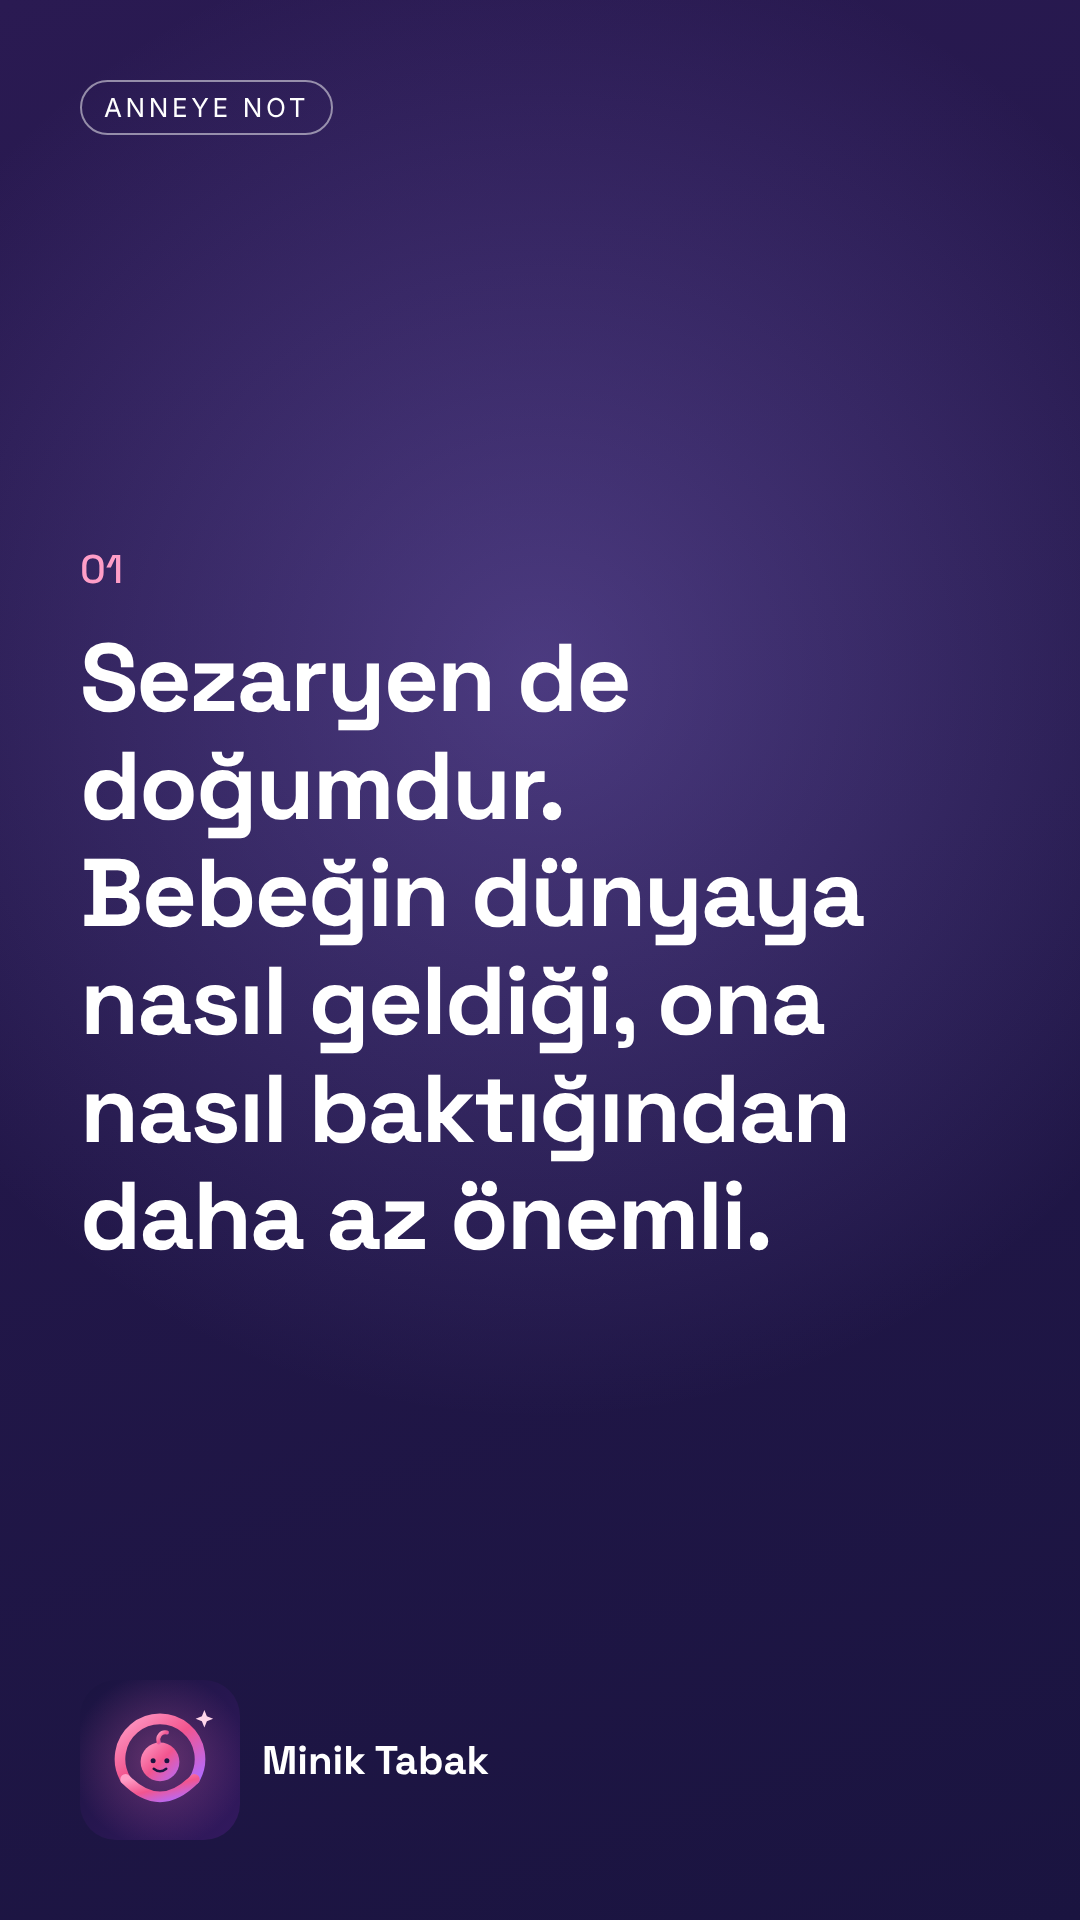 ANNEYE NOT
01
Sezaryen de
doğumdur.
Bebeğin dünyaya
nasıl geldiği, ona
nasıl baktığından
daha az önemli.
Minik Tabak